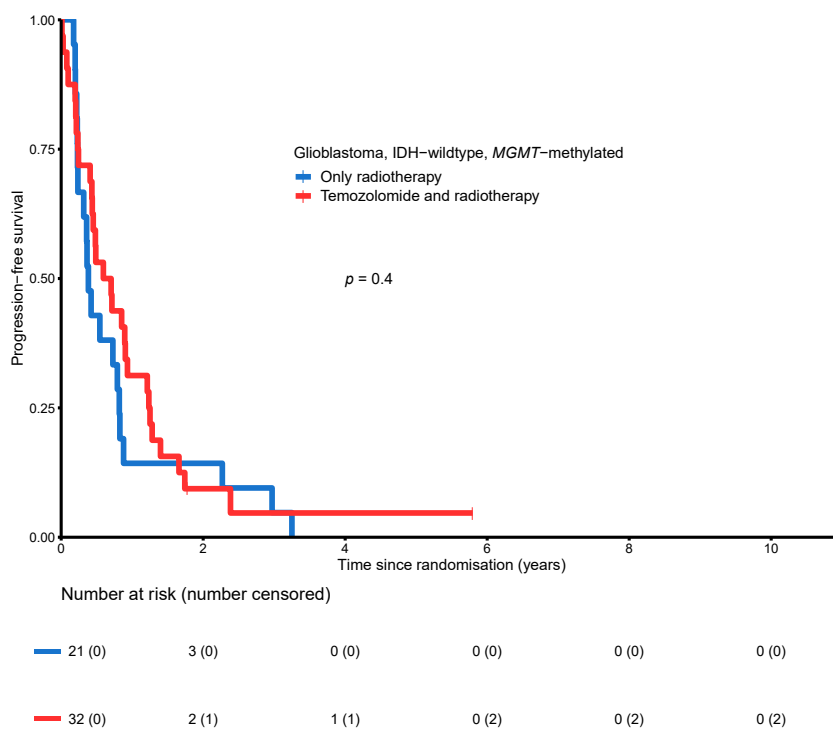 1.00
0.75
0.50
0.25
0.00
Progression−free survival
Glioblastoma, IDH−wildtype, MGMT−methylated
Only radiotherapy
Temozolomide and radiotherapy
p = 0.4
0 2 4 6 8 10
Time since randomisation (years)
Number at risk (number censored)
21 (0) 3 (0) 0 (0) 0 (0) 0 (0) 0 (0)
32 (0) 2 (1) 1 (1) 0 (2) 0 (2) 0 (2)